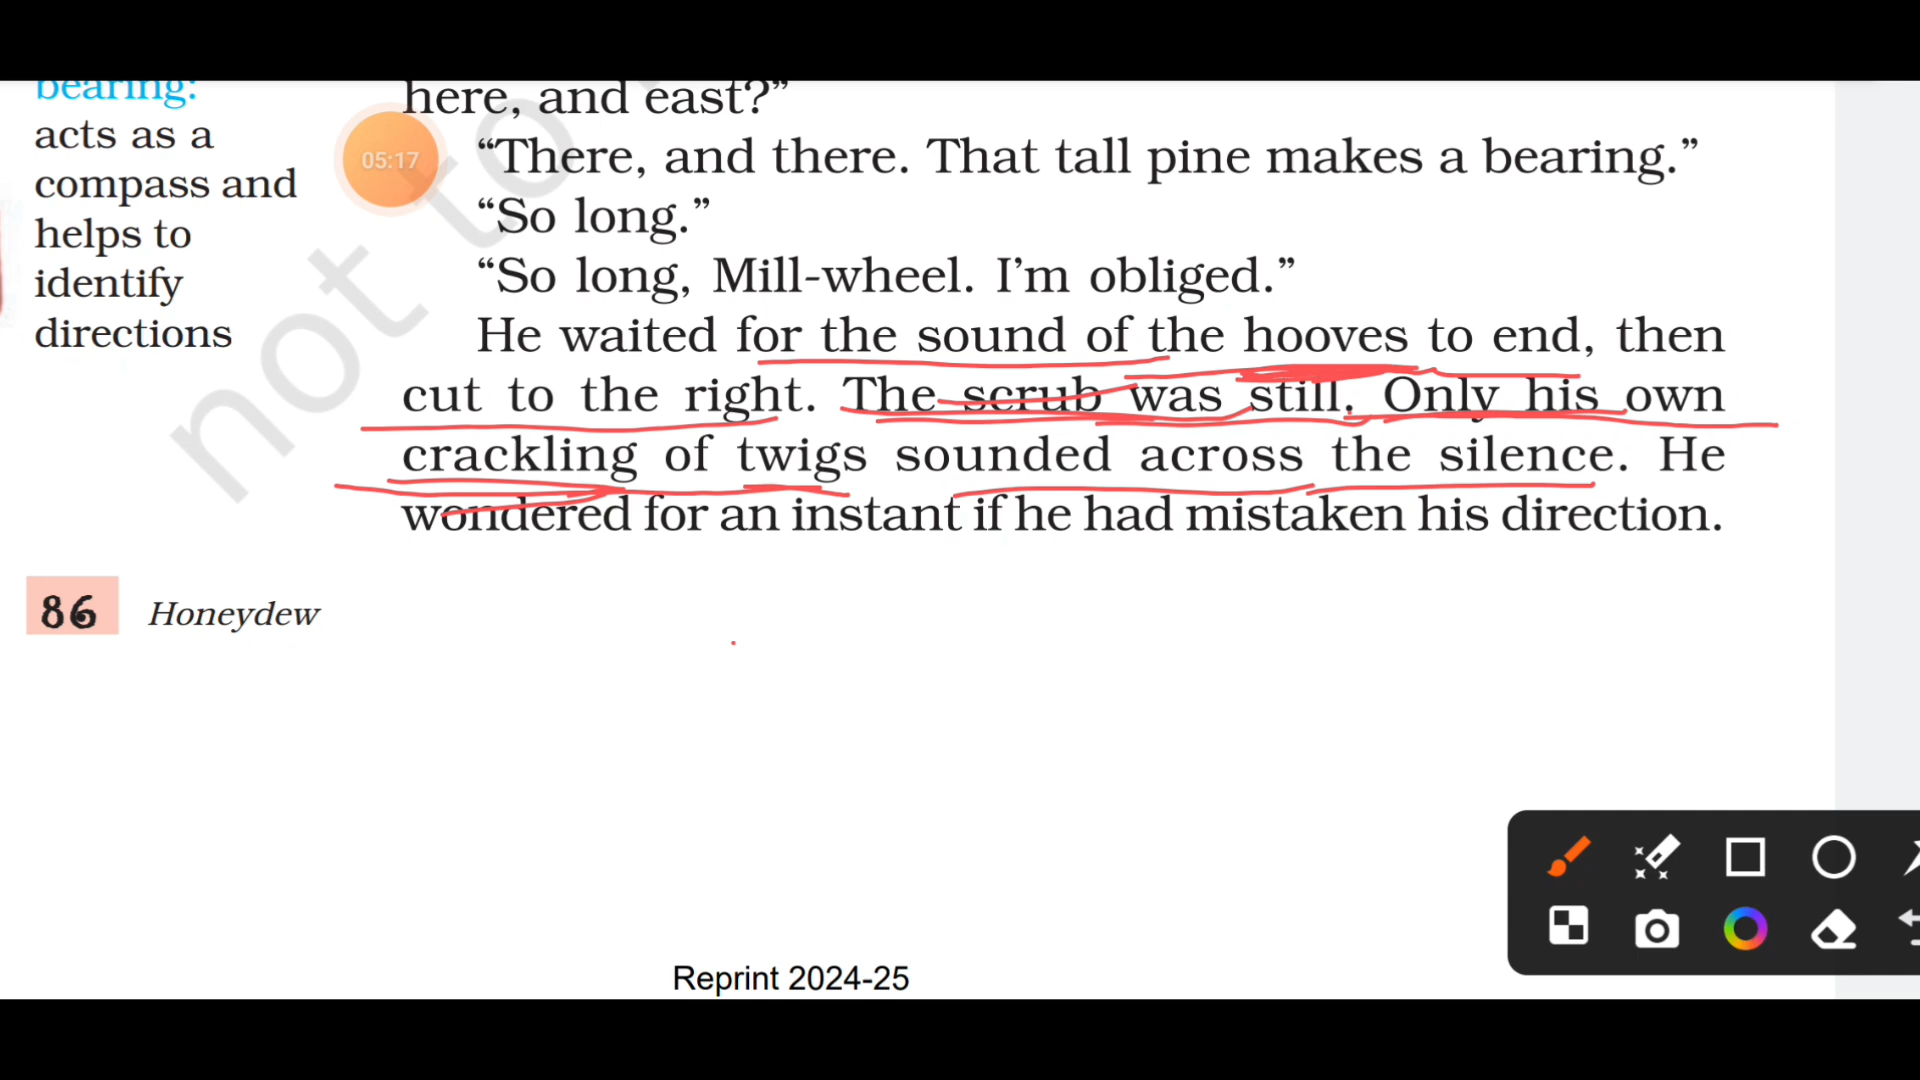 bearing:
acts as a
compass and
helps to
identify
directions
here, and east?”
05:17
“There, and there. That tall pine makes a bearing.”
“So long.”
“So long, Mill-wheel. I’m obliged.”
He waited for the sound of the hooves to end, then
cut to the right. The scrub was still. Only his own
crackling of twigs sounded across the silence. He
wondered for an instant if he had mistaken his direction.
not to
86 Honeydew
Reprint 2024-25